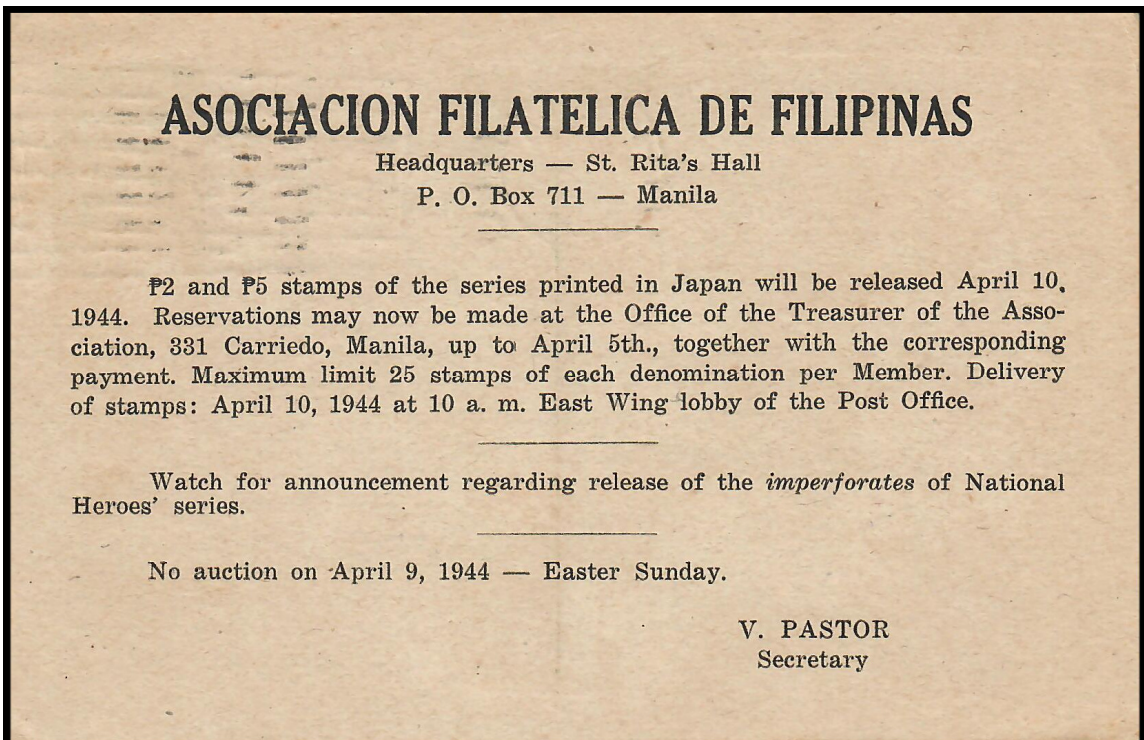 ASOCIACION FILATELICA DE FILIPINAS
Headquarters — St. Rita's Hall
P. O. Box 711 — Manila
₱2 and ₱5 stamps of the series printed in Japan will be released April 10,
1944. Reservations may now be made at the Office of the Treasurer of the Asso-
ciation, 331 Carriedo, Manila, up to April 5th., together with the corresponding
payment. Maximum limit 25 stamps of each denomination per Member. Delivery
of stamps: April 10, 1944 at 10 a. m. East Wing lobby of the Post Office.
Watch for announcement regarding release of the imperforates of National
Heroes' series.
No auction on April 9, 1944 — Easter Sunday.
V. PASTOR
Secretary